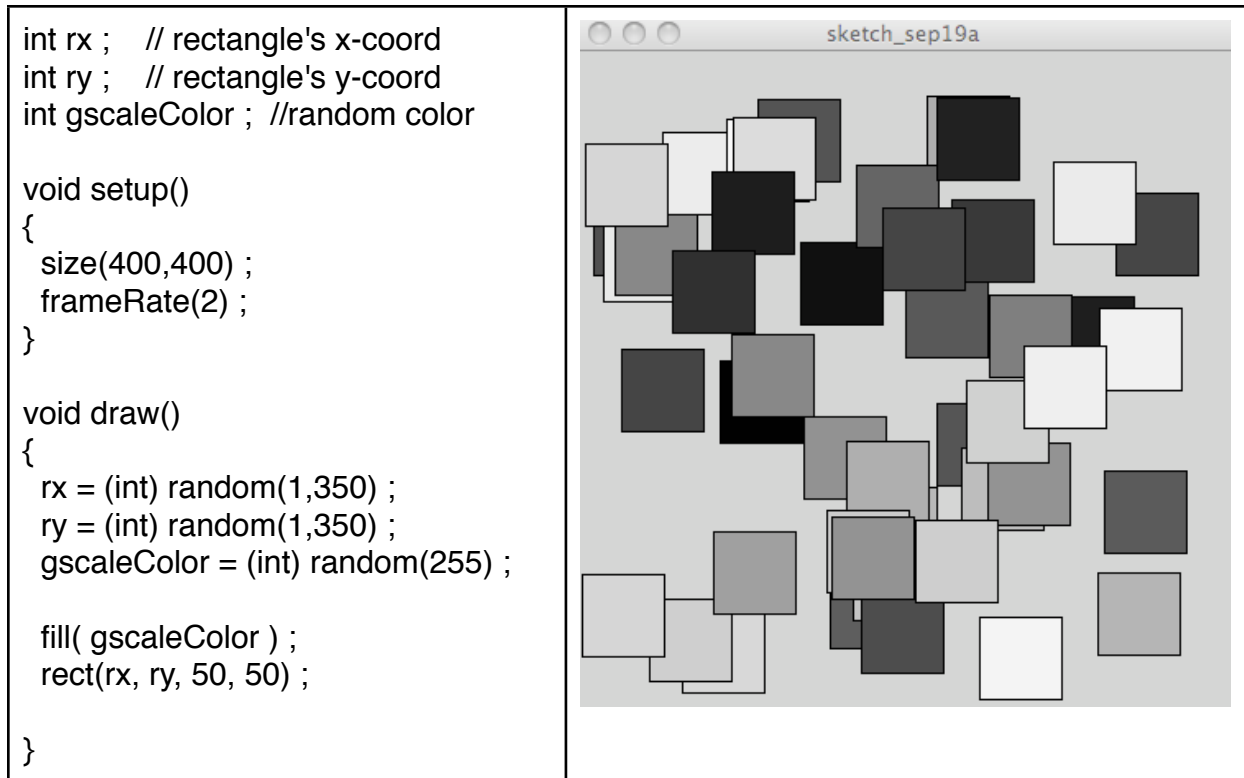 int rx ;   // rectangle's x-coord
int ry ;   // rectangle's y-coord
int gscaleColor ;  //random color
void setup()
{
  size(400,400) ;
  frameRate(2) ;
}
void draw()
{
  rx = (int) random(1,350) ;
  ry = (int) random(1,350) ;
  gscaleColor = (int) random(255) ;
  fill( gscaleColor ) ;
  rect(rx, ry, 50, 50) ;
}
sketch_sep19a